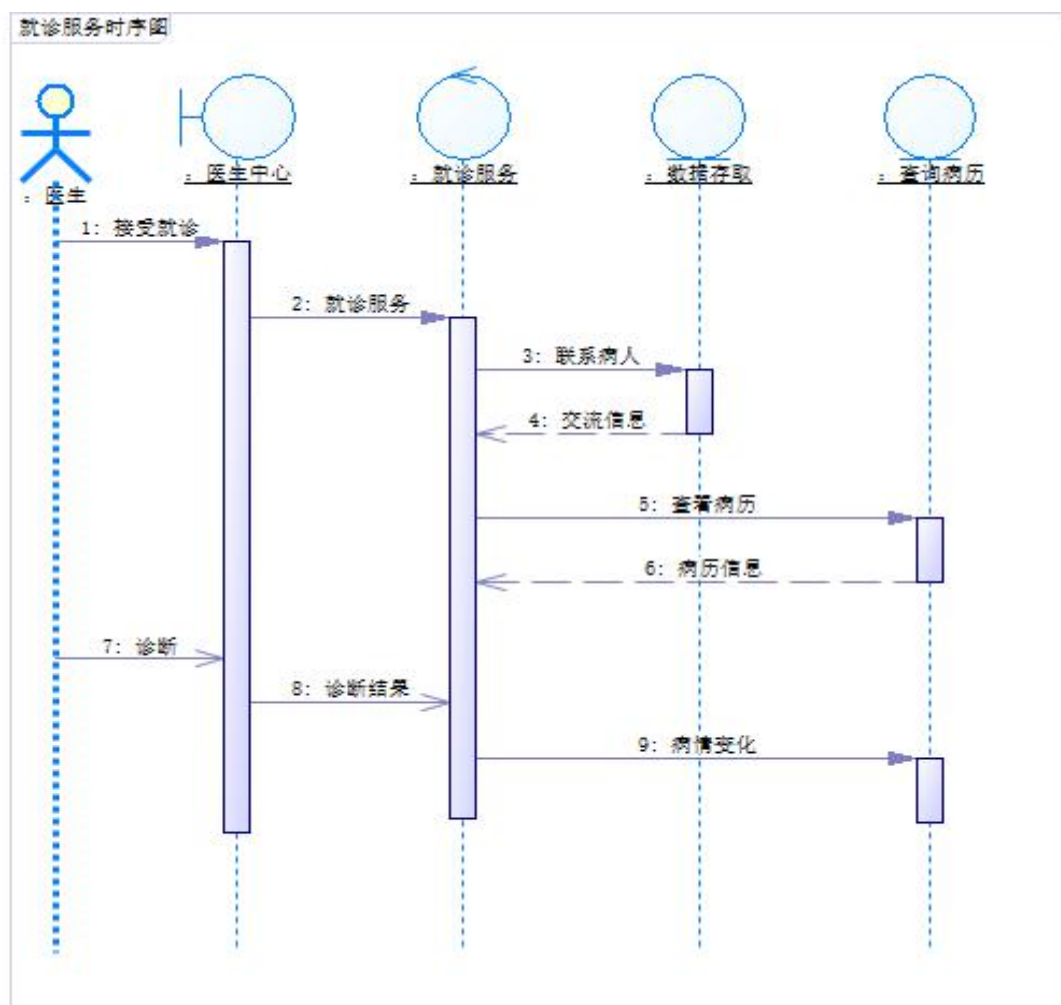 就诊服务时序图
：医生
：医生中心
：就诊服务
：数据存取
：查询病历
1: 接受就诊
2: 就诊服务
3: 联系病人
4: 交流信息
5: 查看病历
6: 病历信息
7: 诊断
8: 诊断结果
9: 病情变化